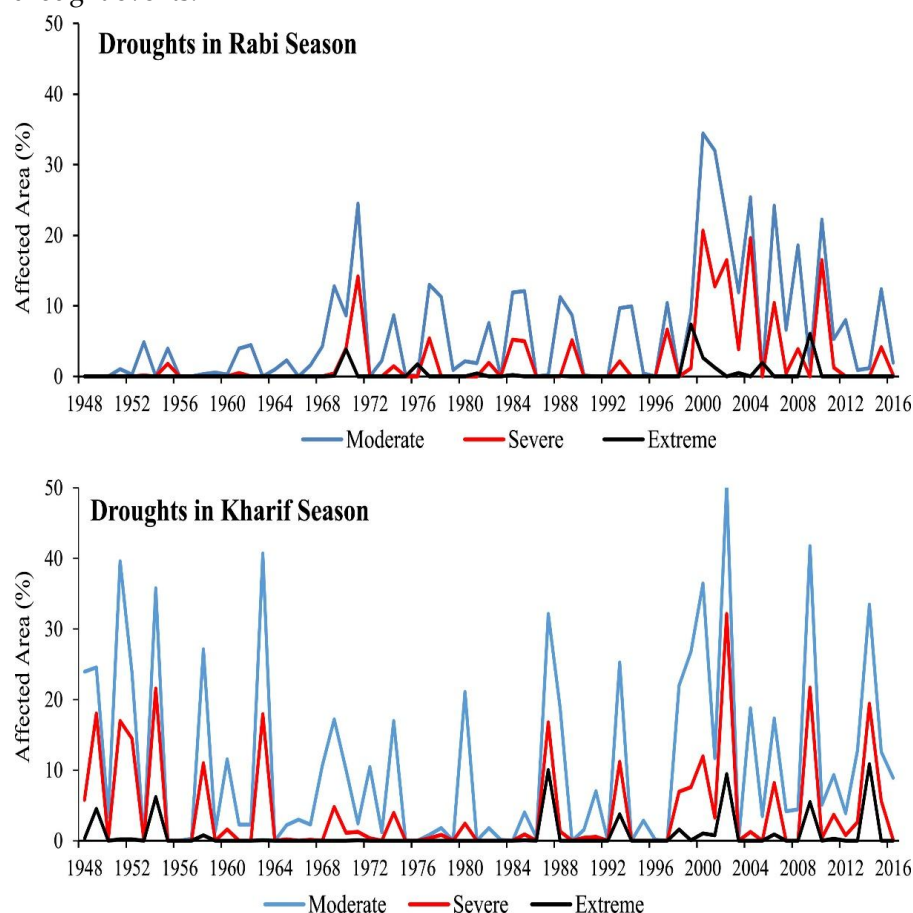 Droughts in Rabi Season
Affected Area (%)
50
40
30
20
10
0
1948 1952 1956 1960 1964 1968 1972 1976 1980 1984 1988 1992 1996 2000 2004 2008 2012 2016
Moderate Severe Extreme
Droughts in Kharif Season
Affected Area (%)
50
40
30
20
10
0
1948 1952 1956 1960 1964 1968 1972 1976 1980 1984 1988 1992 1996 2000 2004 2008 2012 2016
Moderate Severe Extreme